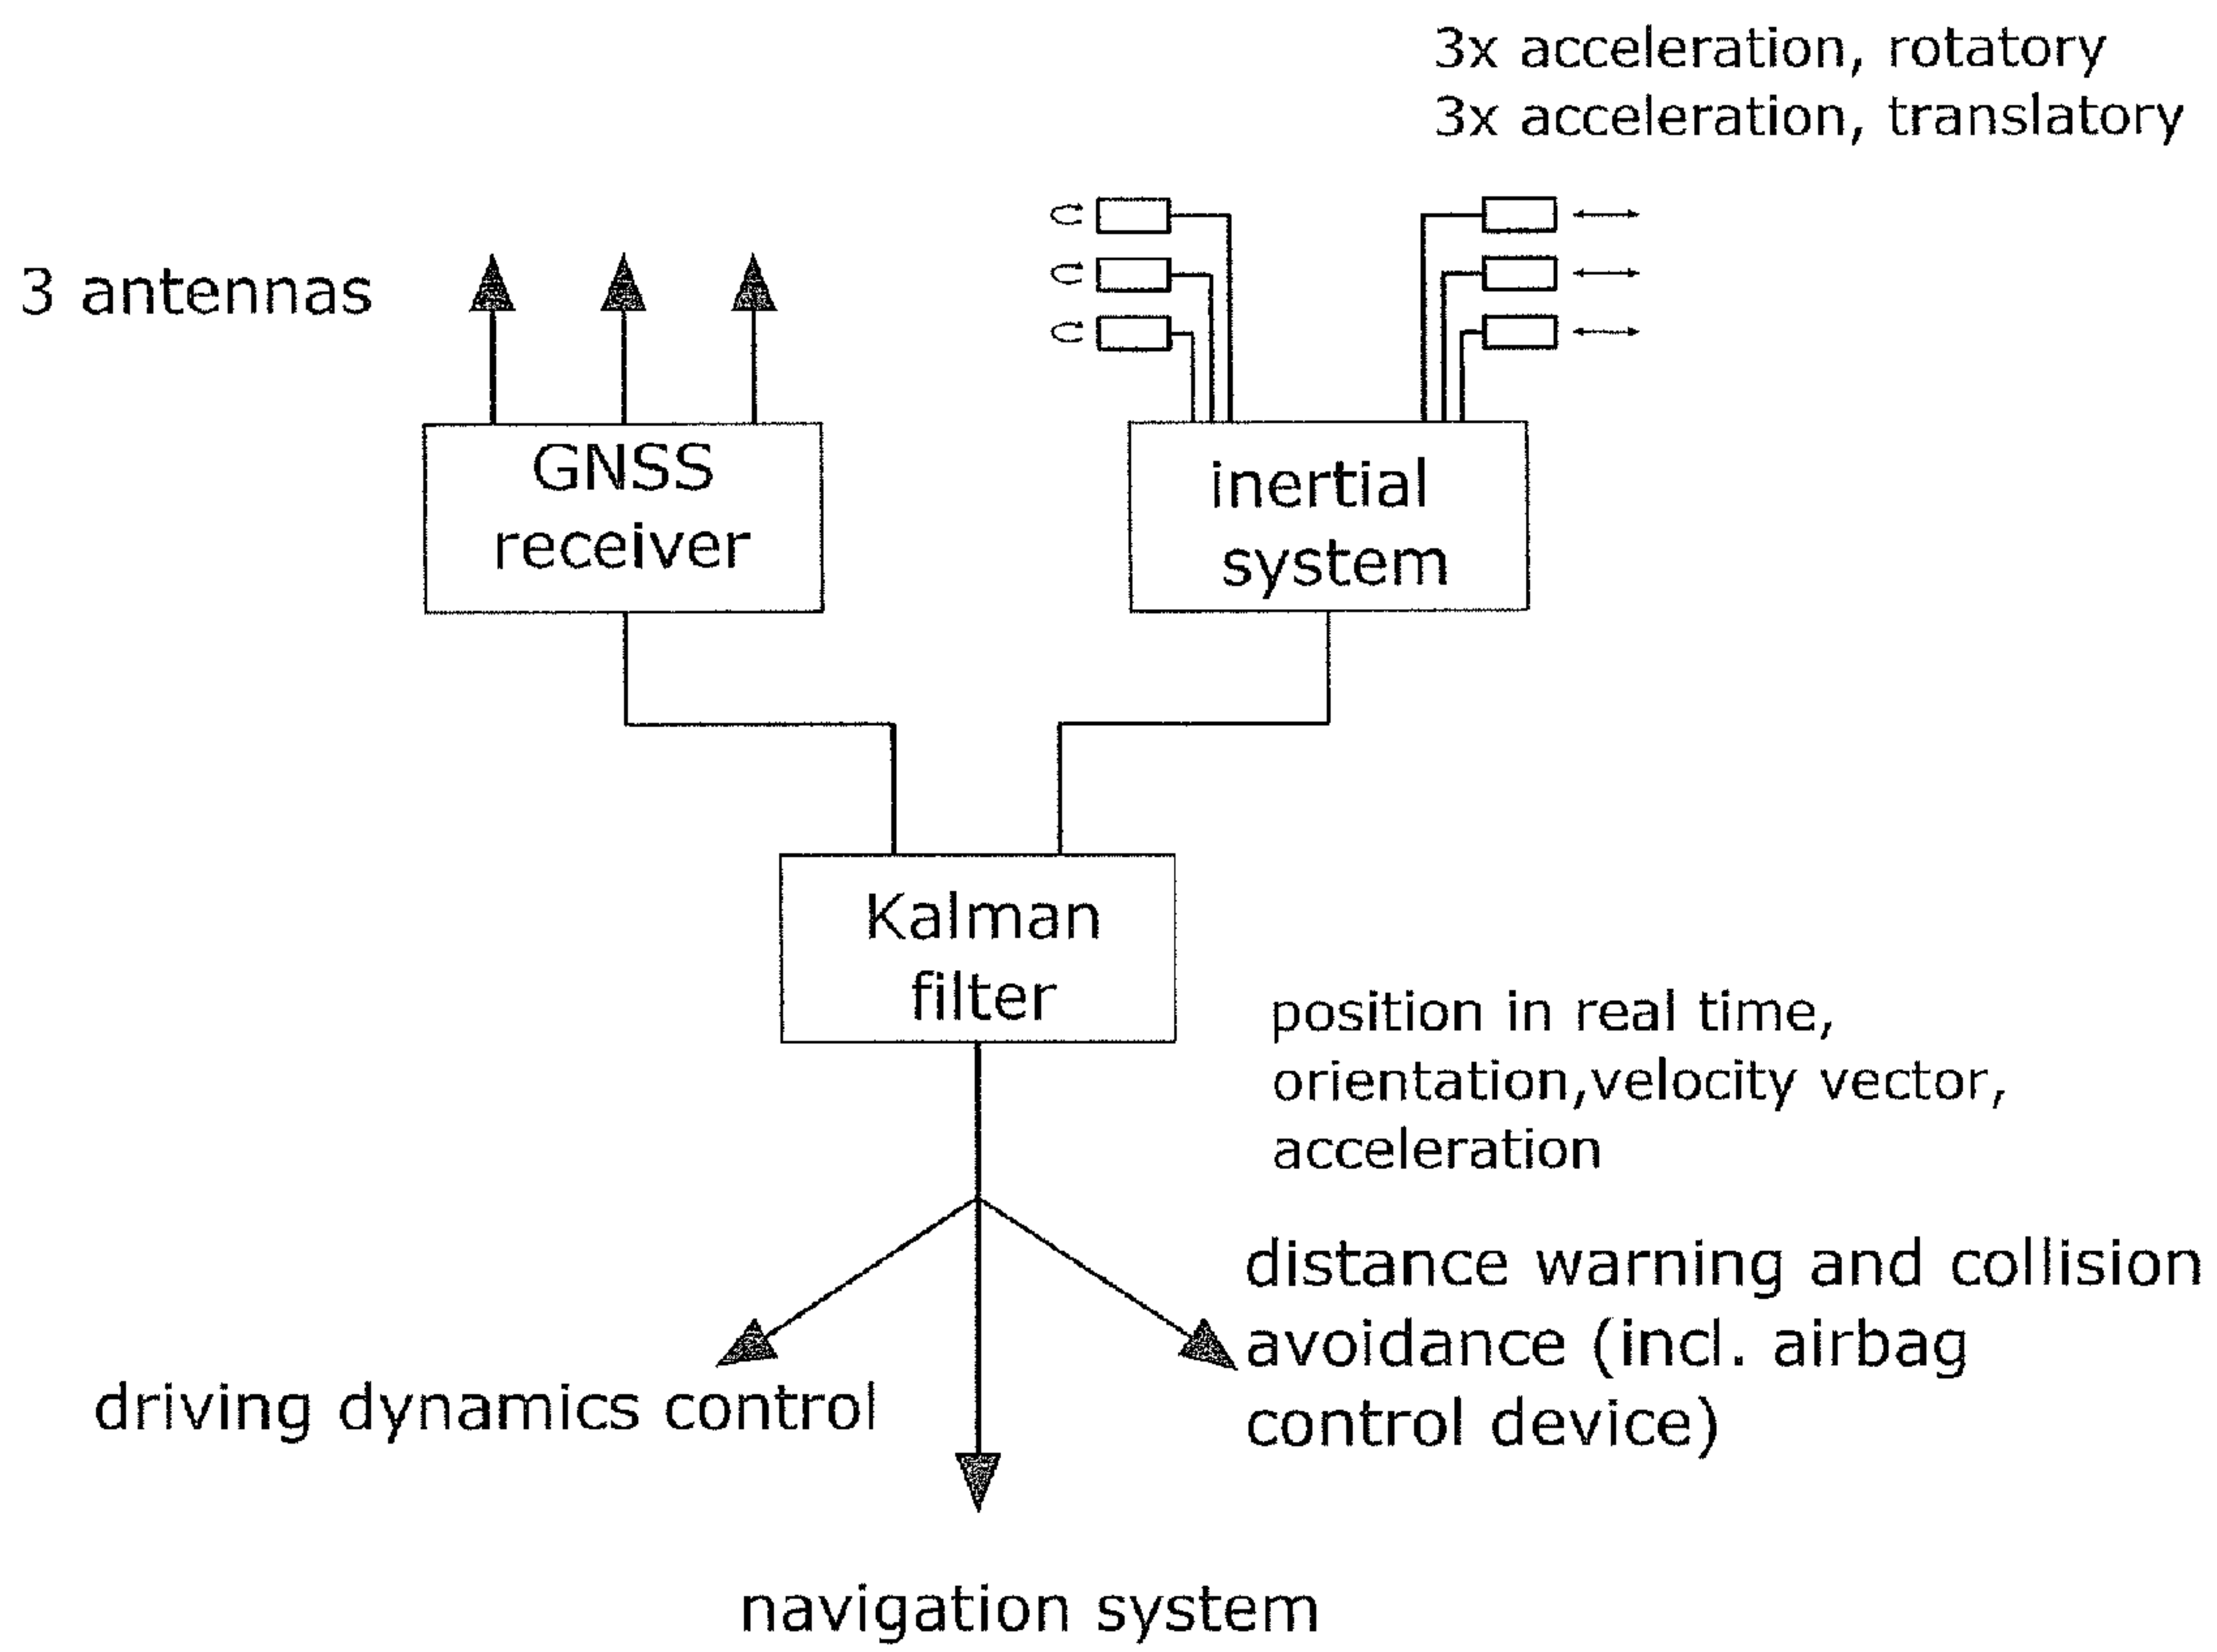 3x acceleration, rotatory
3x acceleration, translatory
3 antennas
GNSS
receiver
inertial
system
Kalman
filter
position in real time,
orientation,velocity vector,
acceleration
distance warning and collision
avoidance (incl. airbag
control device)
driving dynamics control
navigation system